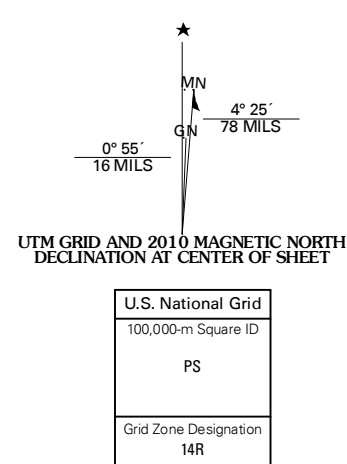 MN
4° 25´
78 MILS
GN
0° 55´
16 MILS
UTM GRID AND 2010 MAGNETIC NORTH
DECLINATION AT CENTER OF SHEET
U.S. National Grid
100,000-m Square ID
PS
Grid Zone Designation
14R